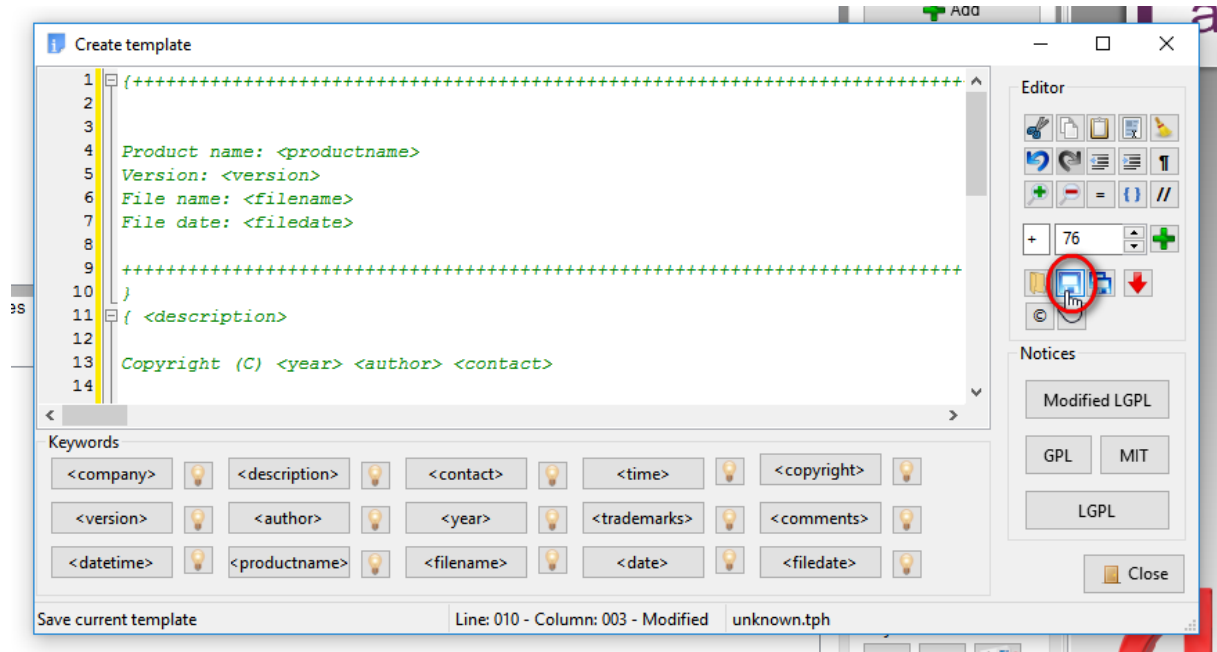 Add
Create template
Editor
1 {++++++++++++++++++++++++++++++++++++++++++++++++++++++++++++++++++++++++++++
2
3
4 Product name: <productname>
5 Version: <version>
6 File name: <filename>
7 File date: <filedate>
8
9 ++++++++++++++++++++++++++++++++++++++++++++++++++++++++++++++++++++++++++++
10 }
11 { <description>
12
13 Copyright (C) <year> <author> <contact>
14
= { } //
+ 76
©
es
Notices
Modified LGPL
GPL MIT
LGPL
Keywords
<company> <description> <contact> <time> <copyright>
<version> <author> <year> <trademarks> <comments>
<datetime> <productname> <filename> <date> <filedate>
Close
Save current template Line: 010 - Column: 003 - Modified unknown.tph